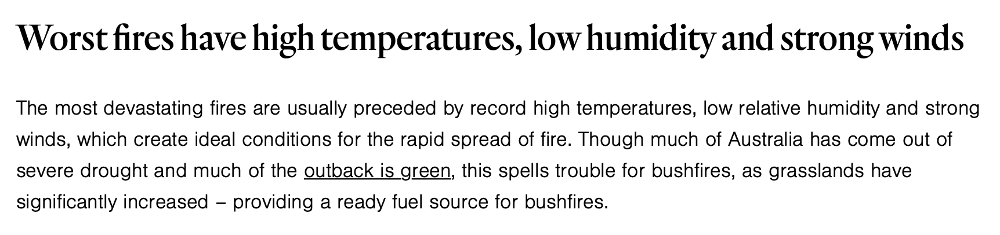 Worst fires have high temperatures, low humidity and strong winds
The most devastating fires are usually preceded by record high temperatures, low relative humidity and strong
winds, which create ideal conditions for the rapid spread of fire. Though much of Australia has come out of
severe drought and much of the outback is green, this spells trouble for bushfires, as grasslands have
significantly increased – providing a ready fuel source for bushfires.